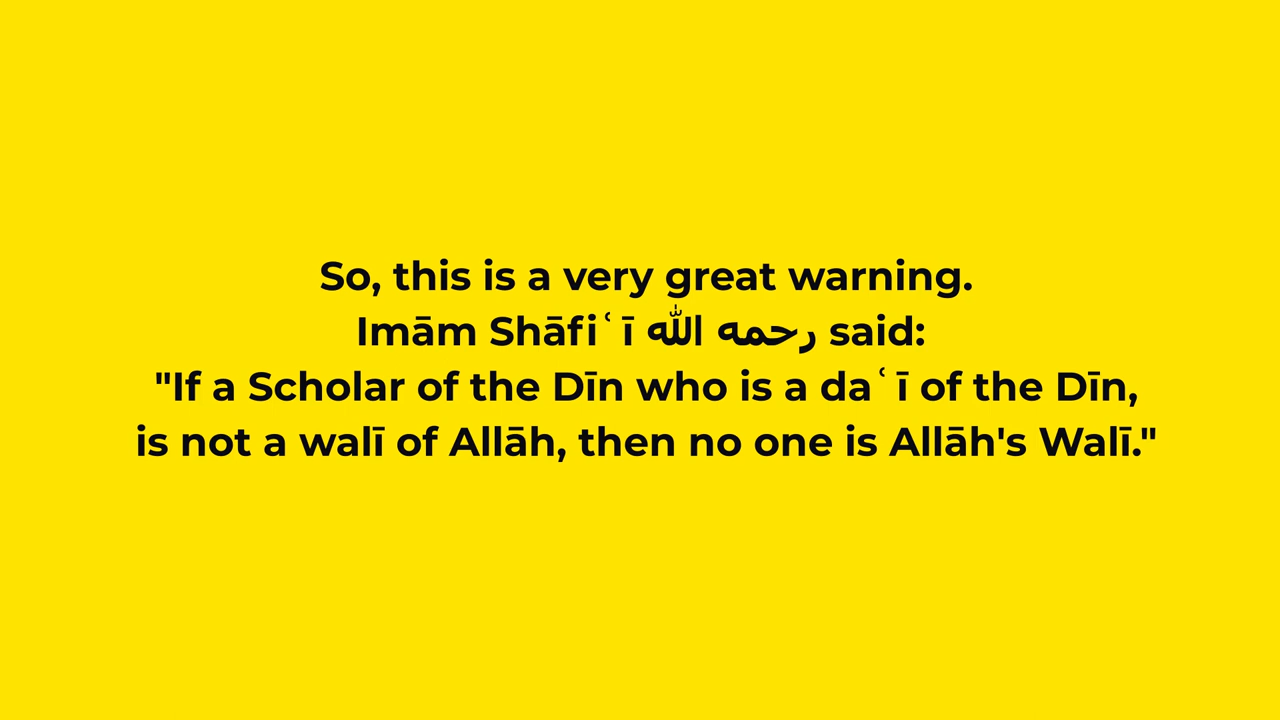 So, this is a very great warning.
Imām Shāfiʿī رحمه الله said:
"If a Scholar of the Dīn who is a daʿī of the Dīn,
is not a walī of Allāh, then no one is Allāh's Walī."